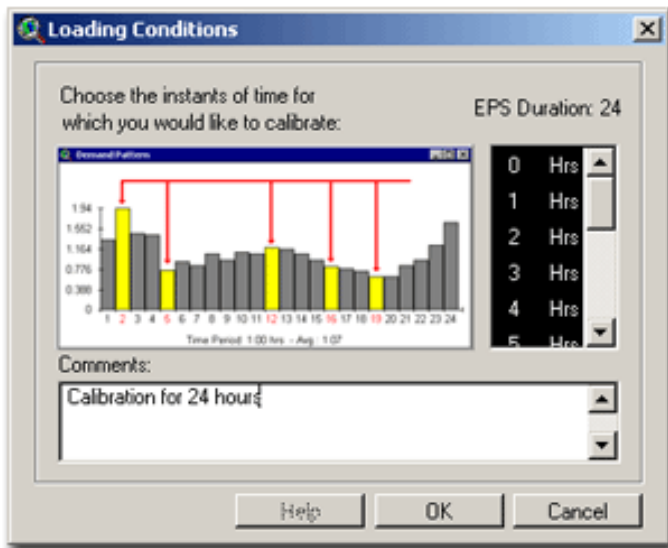 Loading Conditions
Choose the instants of time for
which you would like to calibrate:
EPS Duration: 24
Demand Pattern
1.94
1.552
1.164
0.776
0.388
0
1 2 3 4 5 6 7 8 9 10 11 12 13 14 15 16 17 18 19 20 21 22 23 24
Time Period 1.00 hrs - Avg : 1.07
0 Hrs
1 Hrs
2 Hrs
3 Hrs
4 Hrs
5 Hrs
Comments:
Calibration for 24 hours
Help
OK
Cancel